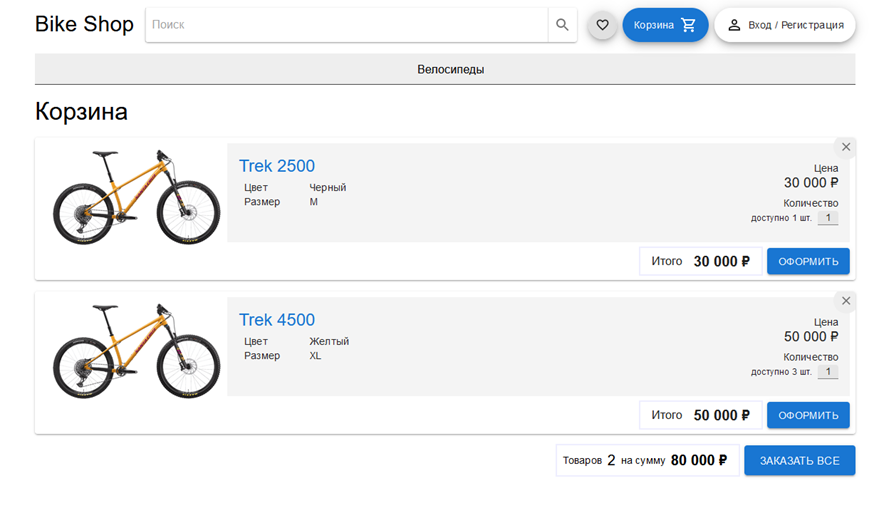 Bike Shop
Поиск
Корзина
Вход / Регистрация
Велосипеды
Корзина
Trek 2500
Цвет Черный
Размер M
Цена
30 000 ₽
Количество
доступно 1 шт. 1
Итого 30 000 ₽
ОФОРМИТЬ
Trek 4500
Цвет Желтый
Размер XL
Цена
50 000 ₽
Количество
доступно 3 шт. 1
Итого 50 000 ₽
ОФОРМИТЬ
Товаров 2 на сумму 80 000 ₽
ЗАКАЗАТЬ ВСЕ